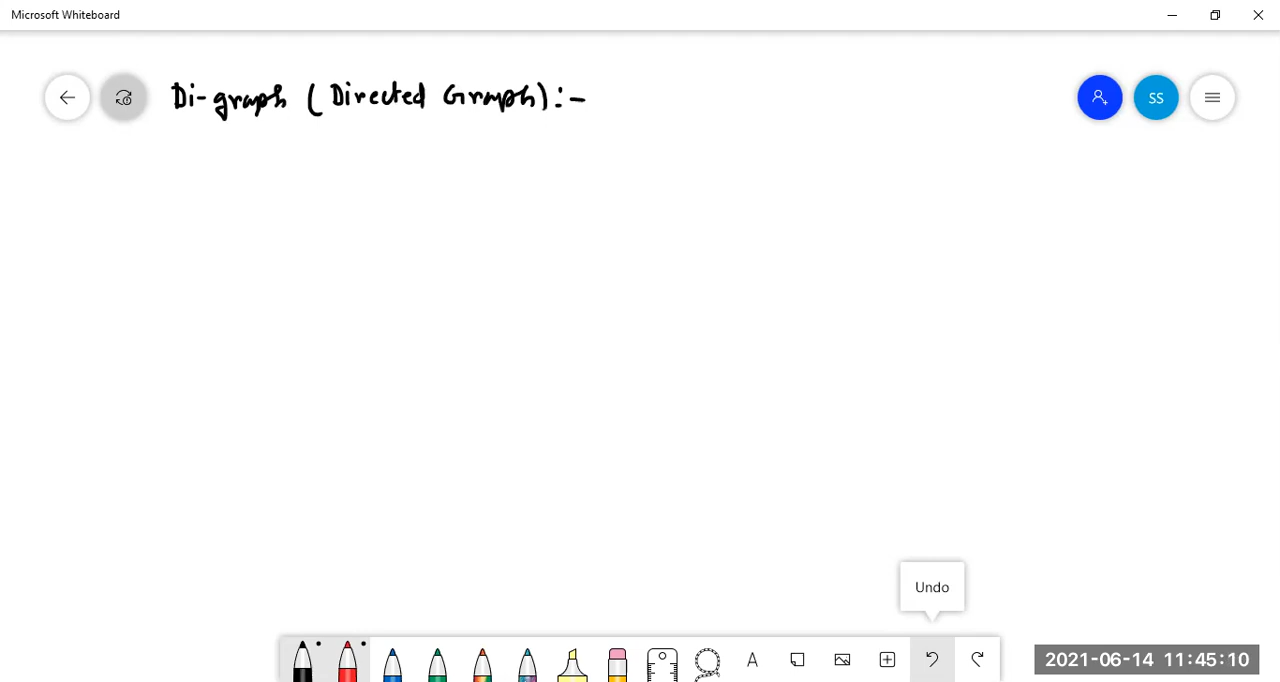 Microsoft Whiteboard
Di-graph (Directed Graph):-
SS
Undo
A
2021-06-14 11:45:10